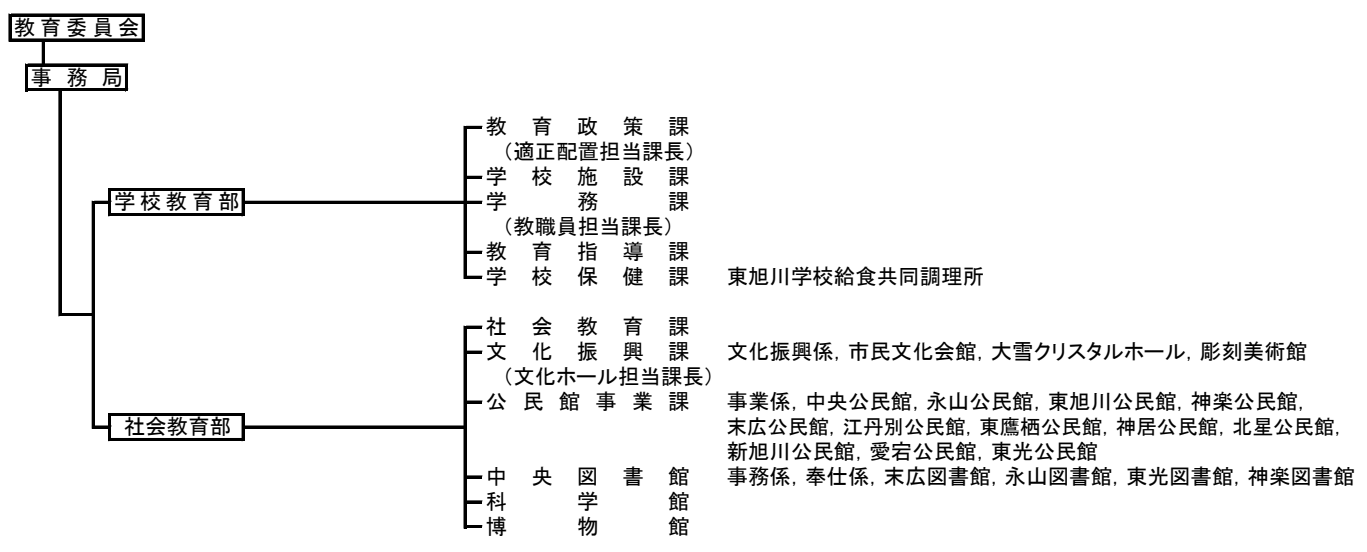 教育委員会
事務局
教育政策課
（適正配置担当課長）
学校施設課
学校教育部 学務課
（教職員担当課長）
教育指導課
学校保健課 東旭川学校給食共同調理所
社会教育課
文化振興課 文化振興係, 市民文化会館, 大雪クリスタルホール, 彫刻美術館
（文化ホール担当課長）
公民館事業課 事業係, 中央公民館, 永山公民館, 東旭川公民館, 神楽公民館,
社会教育部 末広公民館, 江丹別公民館, 東鷹栖公民館, 神居公民館, 北星公民館,
新旭川公民館, 愛宕公民館, 東光公民館
中央図書館 事務係, 奉仕係, 末広図書館, 永山図書館, 東光図書館, 神楽図書館
科学館
博物館